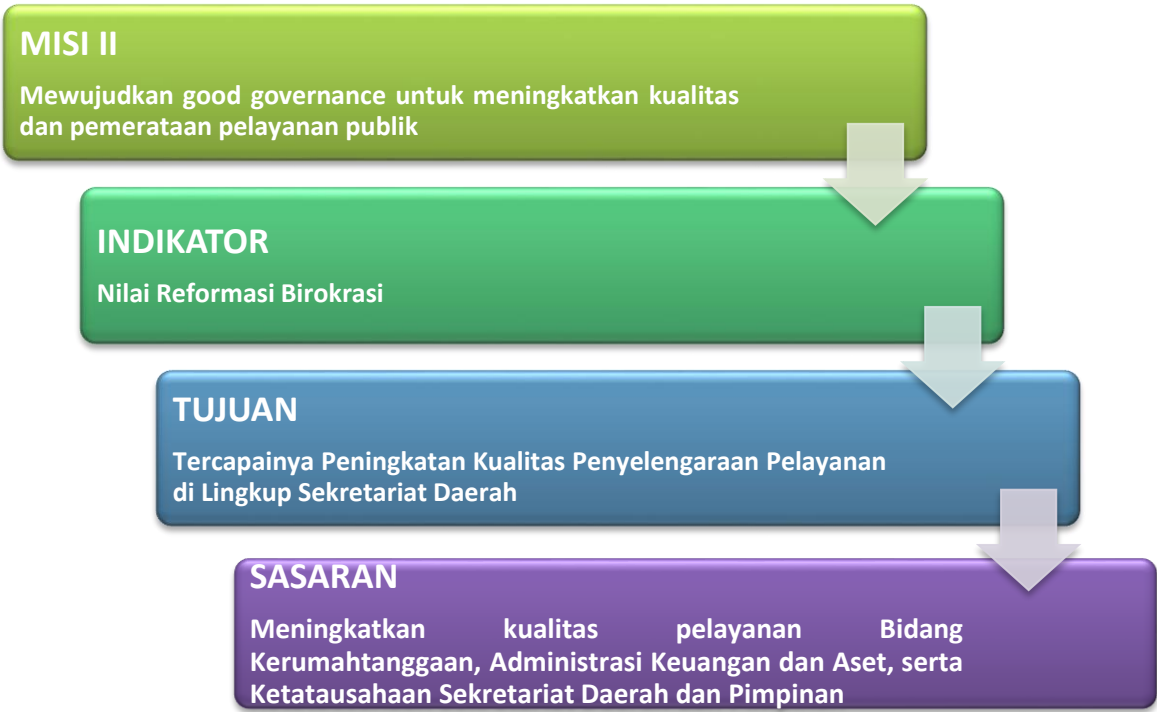 MISI II
Mewujudkan good governance untuk meningkatkan kualitas
dan pemerataan pelayanan publik
INDIKATOR
Nilai Reformasi Birokrasi
TUJUAN
Tercapainya Peningkatan Kualitas Penyelengaraan Pelayanan
di Lingkup Sekretariat Daerah
SASARAN
Meningkatkan kualitas pelayanan Bidang
Kerumahtanggaan, Administrasi Keuangan dan Aset, serta
Ketatausahaan Sekretariat Daerah dan Pimpinan